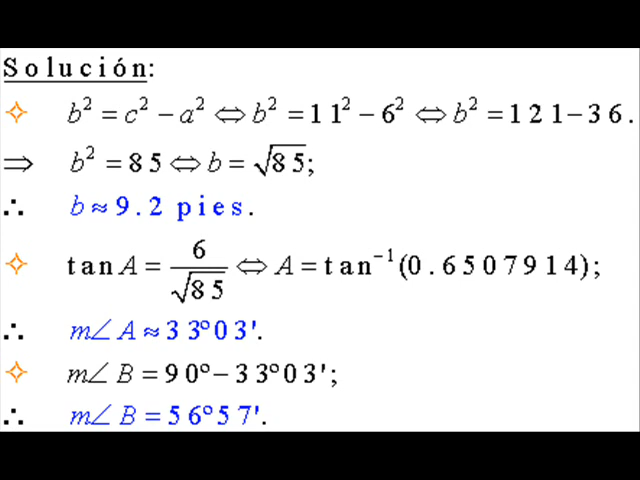 Solución:
✧ b² = c² − a² ⇔ b² = 11² − 6² ⇔ b² = 121 − 36.
⇒ b² = 85 ⇔ b = √85;
∴ b ≈ 9.2 pies.
✧ tan A = 6/√85 ⇔ A = tan⁻¹(0.6507914);
∴ m∠A ≈ 33°03'.
✧ m∠B = 90° − 33°03';
∴ m∠B = 56°57'.